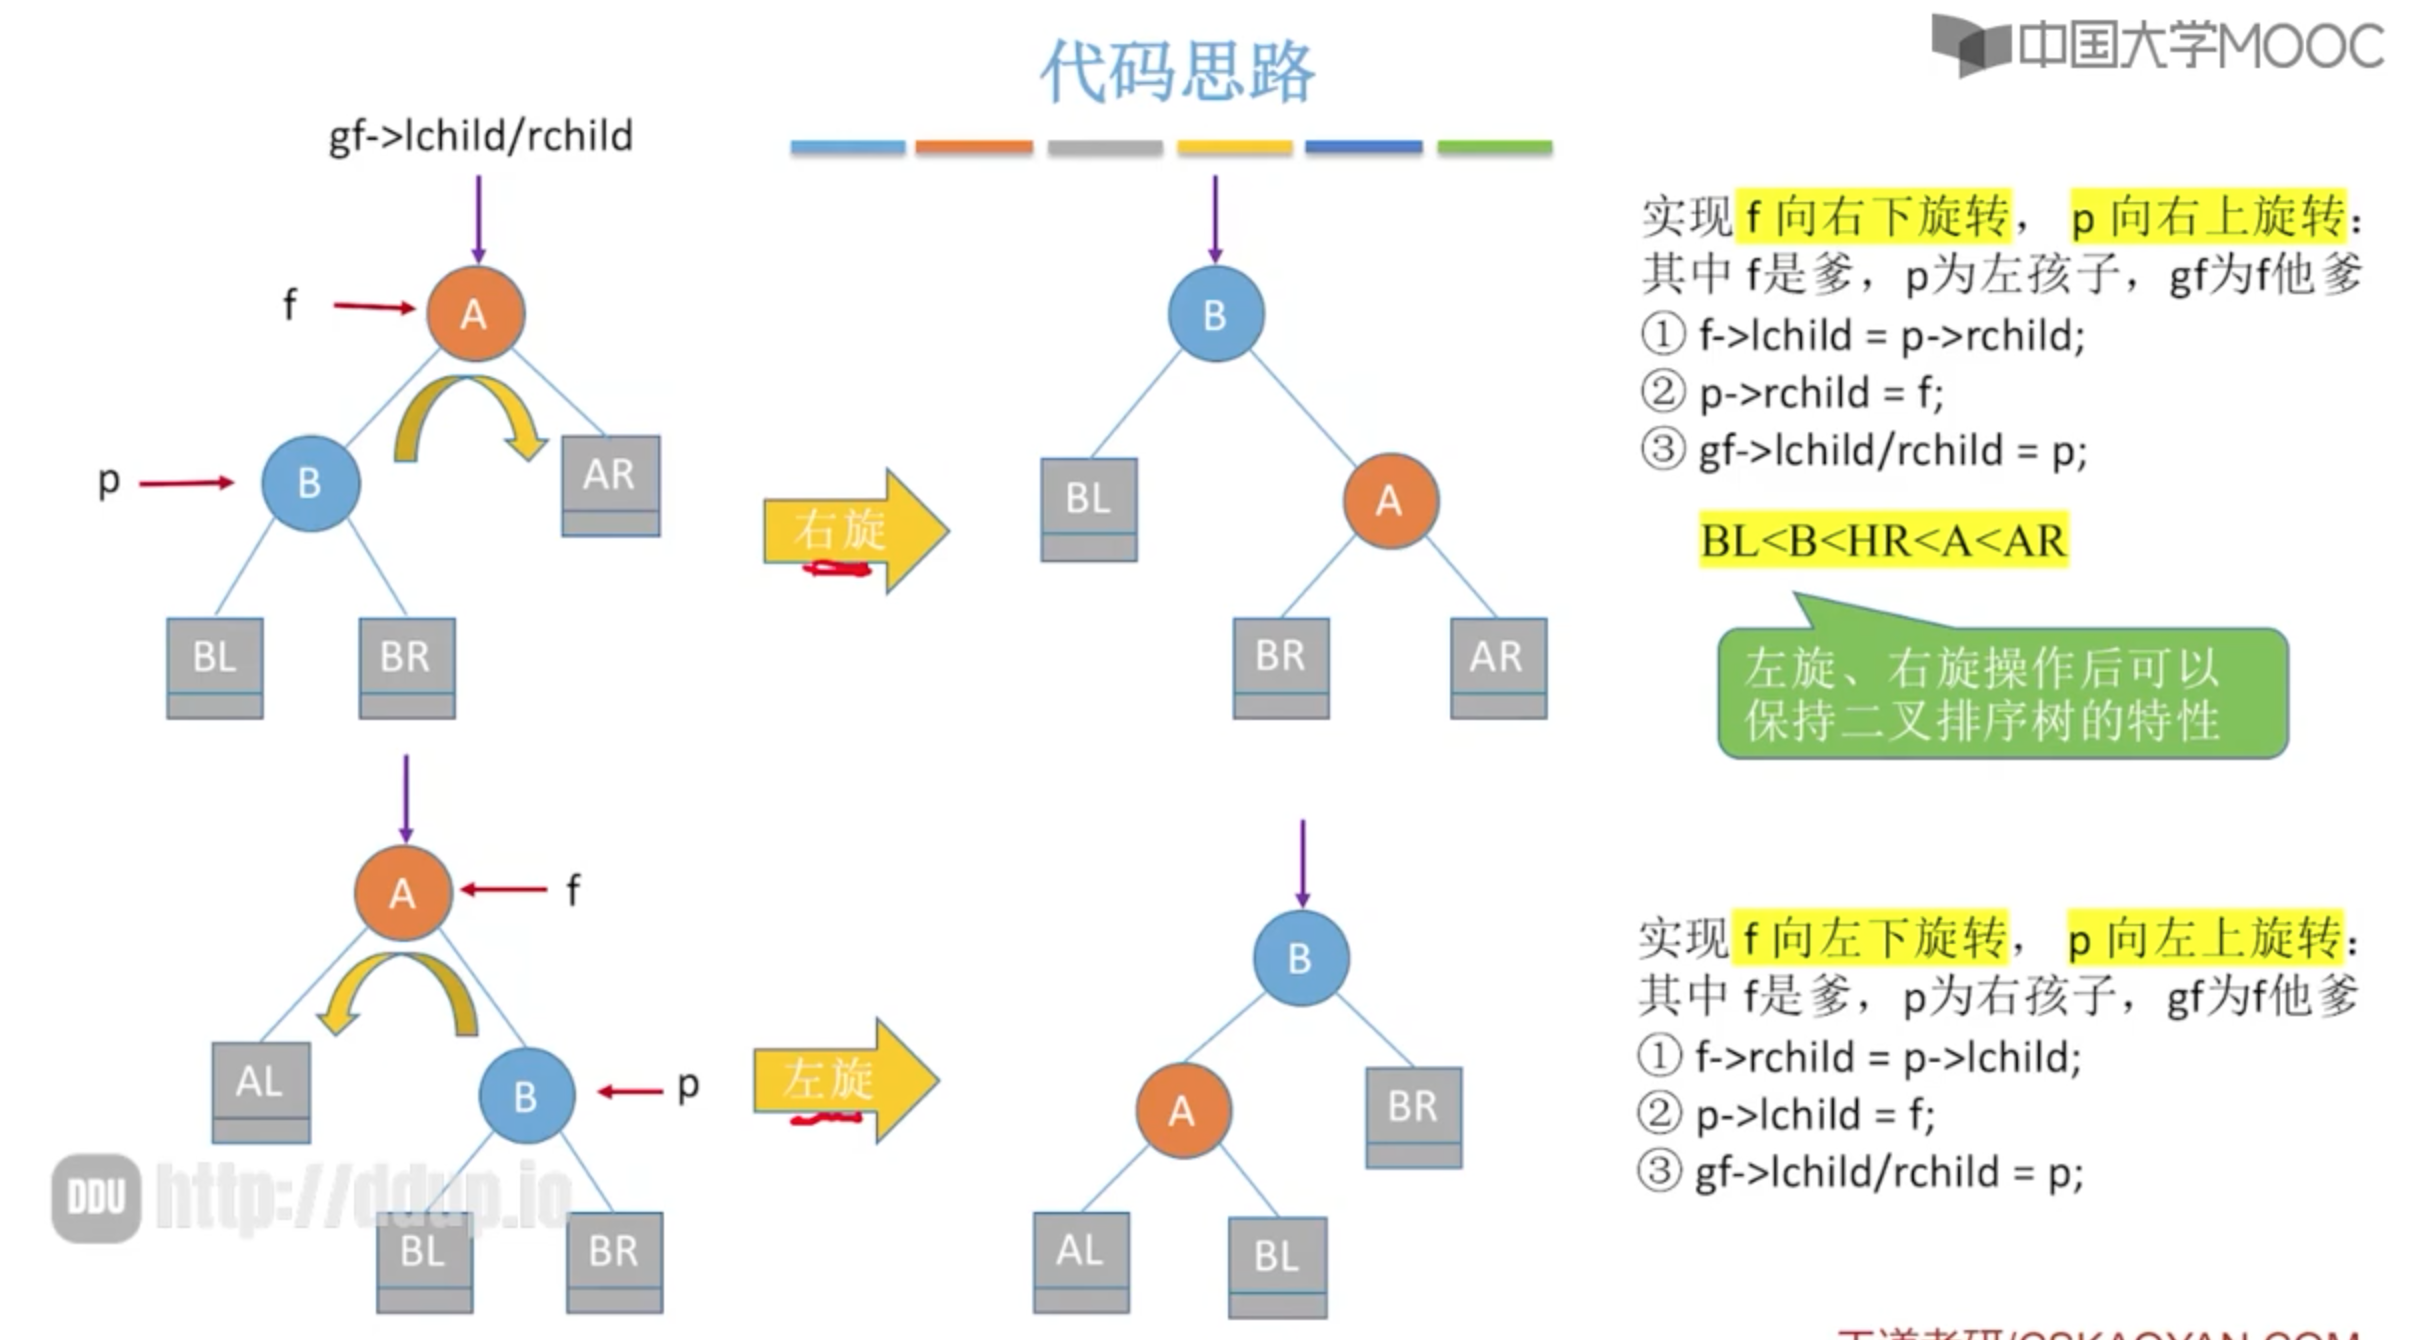 中国大学MOOC
代码思路
gf->lchild/rchild
f
A
p
B
AR
BL
BR
右旋
B
BL
A
BR
AR
实现 f 向右下旋转， p 向右上旋转：
其中 f是爹，p为左孩子，gf为f他爹
① f->lchild = p->rchild;
② p->rchild = f;
③ gf->lchild/rchild = p;
BL<B<HR<A<AR
左旋、右旋操作后可以
保持二叉排序树的特性
A
f
AL
B
p
BL
BR
左旋
B
A
BR
AL
BL
实现 f 向左下旋转， p 向左上旋转：
其中 f是爹，p为右孩子，gf为f他爹
① f->rchild = p->lchild;
② p->lchild = f;
③ gf->lchild/rchild = p;
DDU http://ddup.io
王道考研/CSKAOYAN.COM